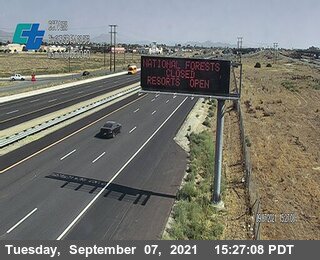 NATIONAL FORESTS
CLOSED
RESORTS OPEN
Tuesday, September 07, 2021 15:27:08 PDT